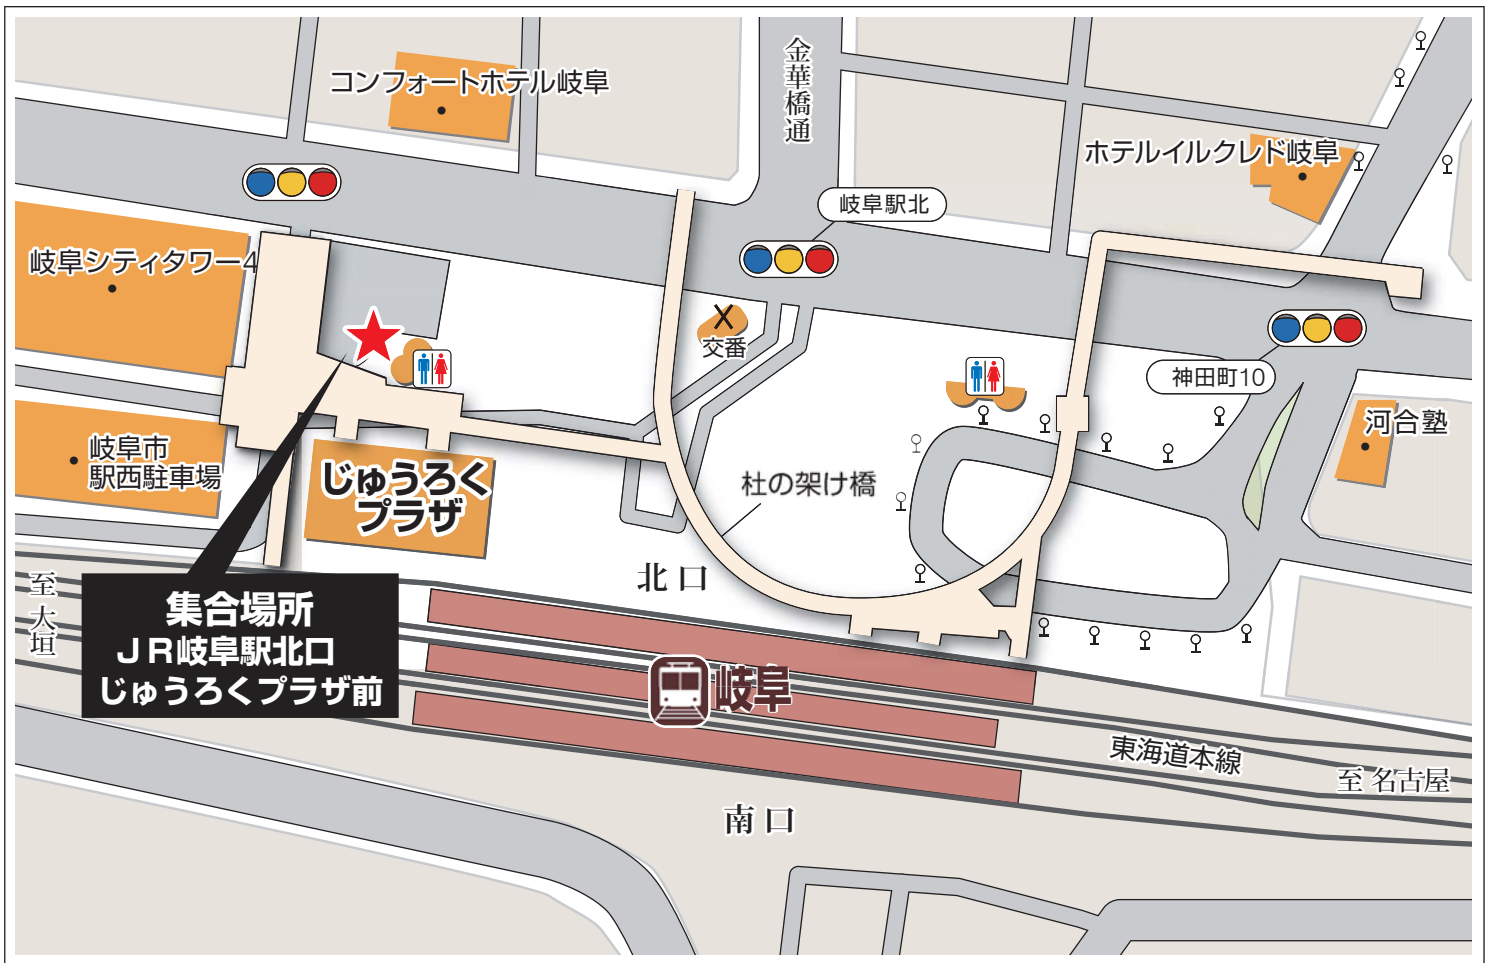 金華橋通
コンフォートホテル岐阜
ホテルイルクレド岐阜
岐阜駅北
岐阜シティタワー43
交番
神田町10
河合塾
岐阜市
駅西駐車場
じゅうろく
プラザ
杜の架け橋
北口
至 大垣
集合場所
JR岐阜駅北口
じゅうろくプラザ前
岐阜
東海道本線
至 名古屋
南口